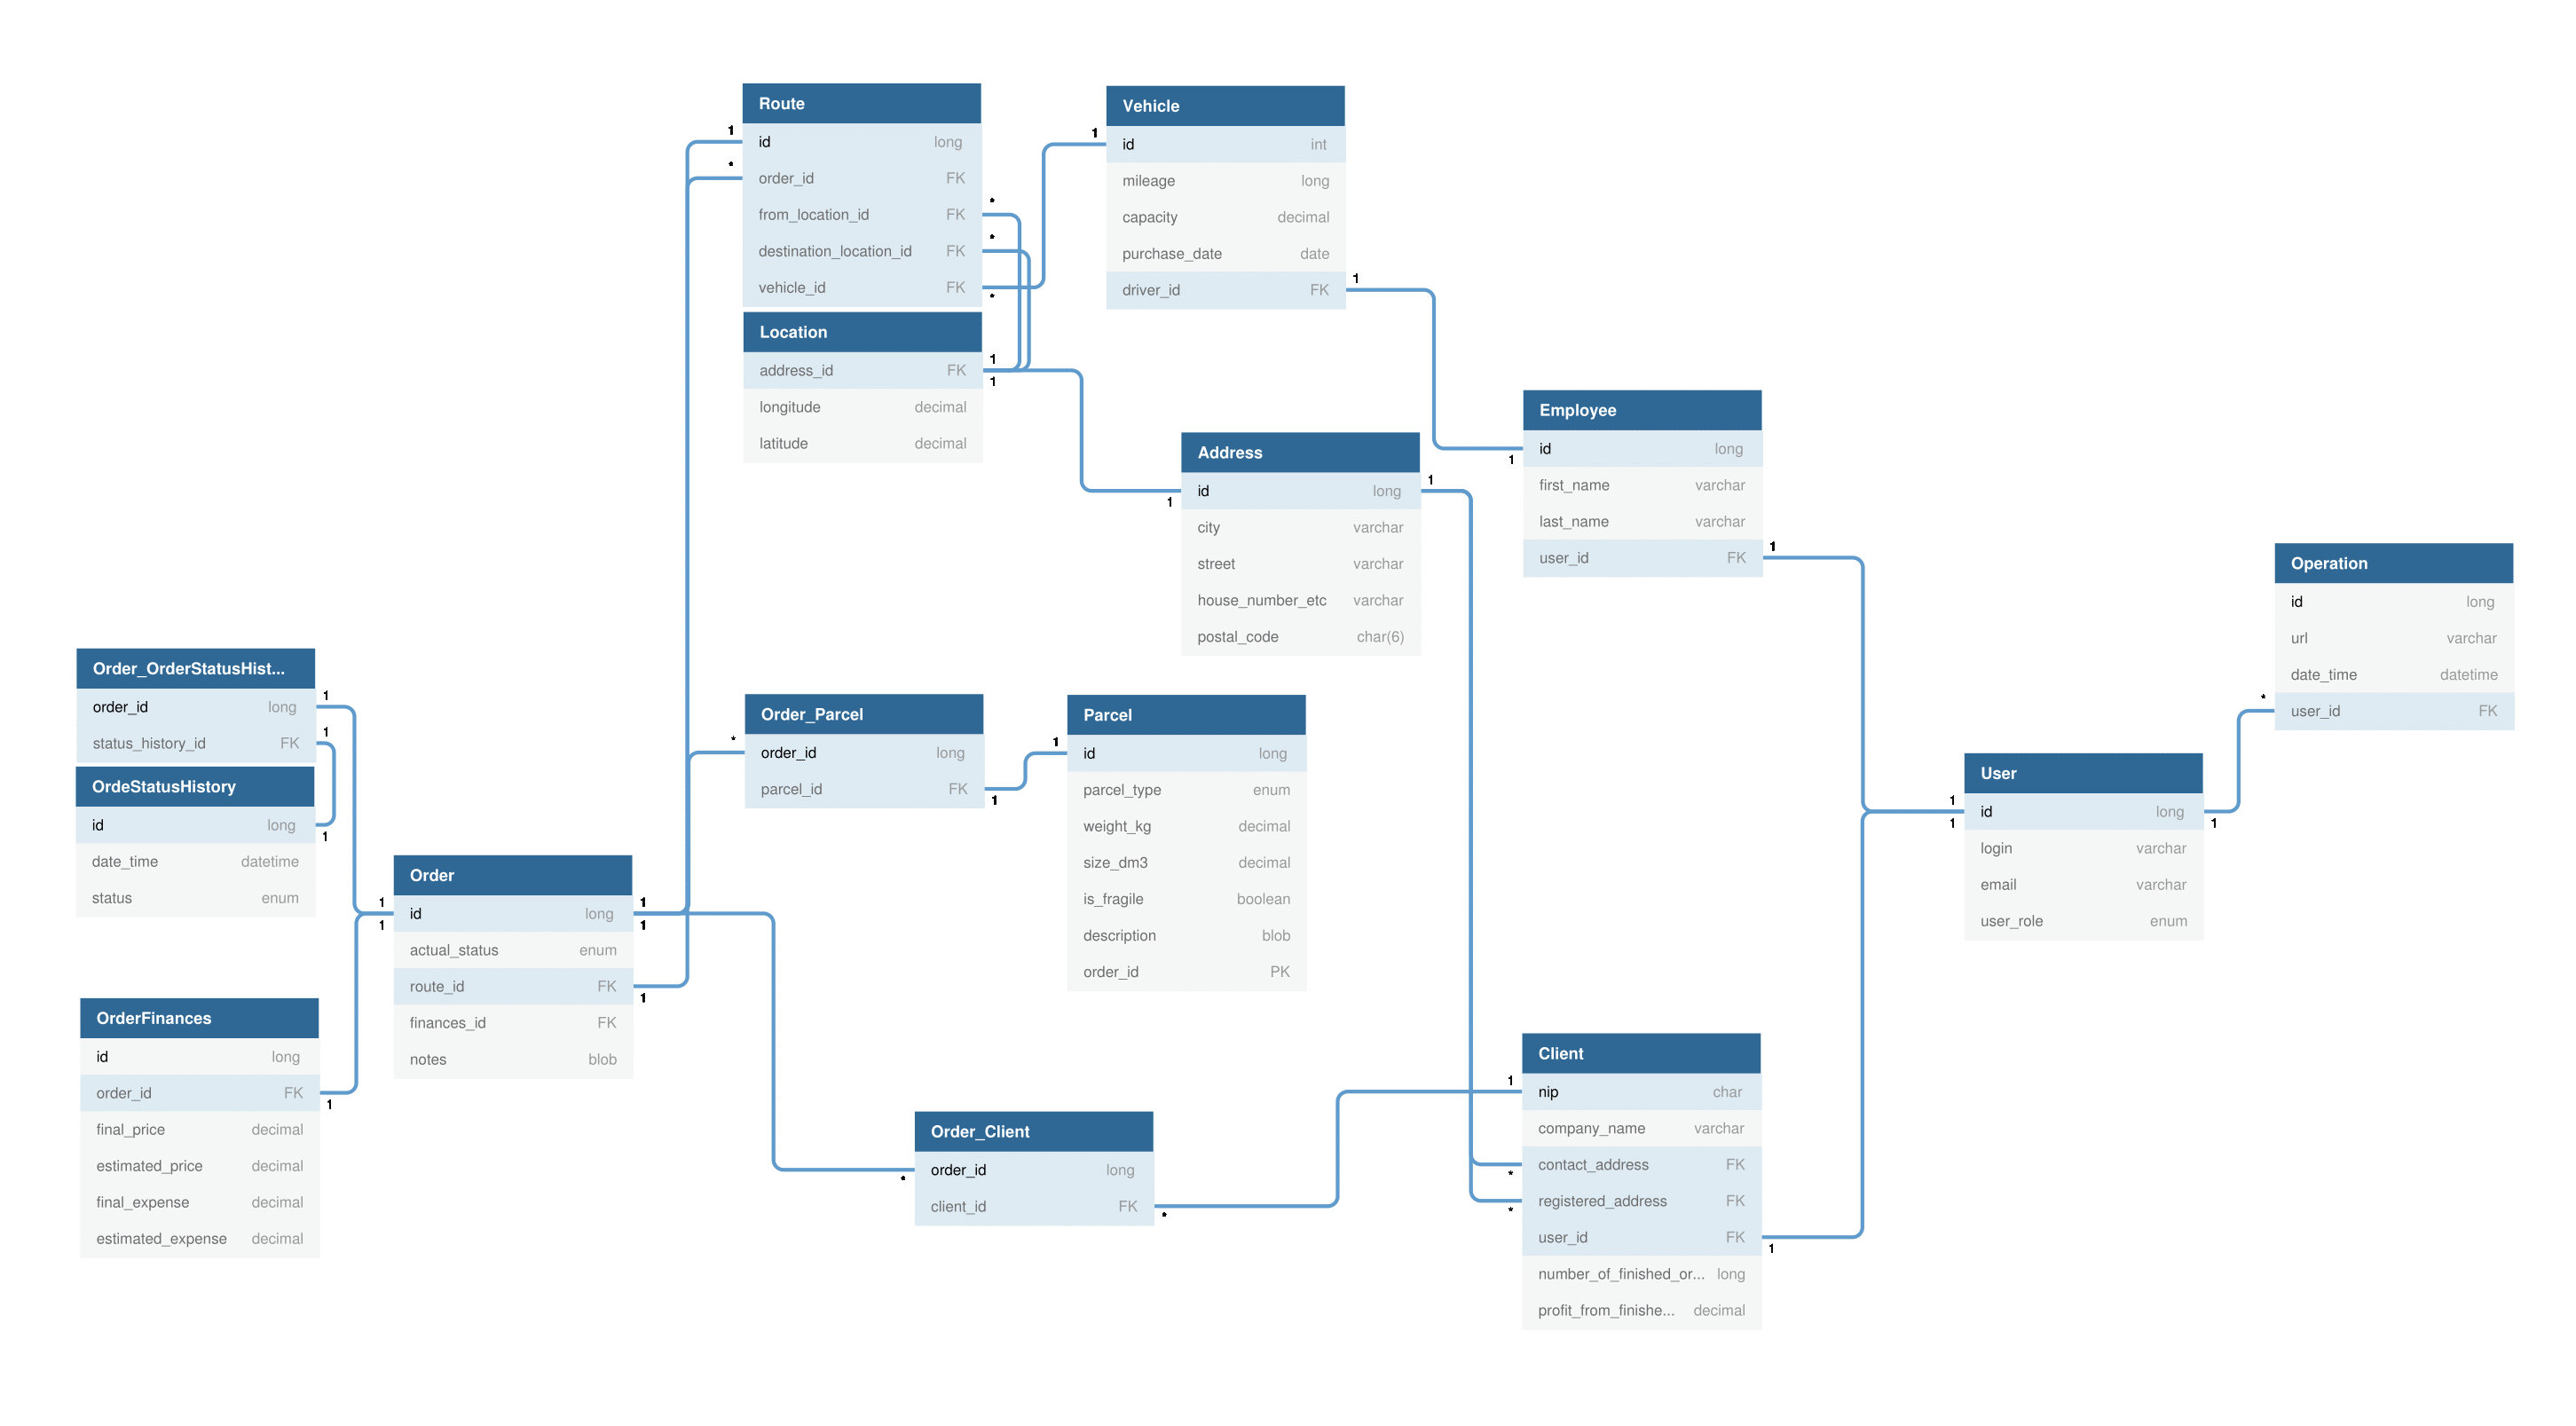 Route
1
id long
*
order_id FK
*
from_location_id FK
*
destination_location_id FK
vehicle_id FK
*
Vehicle
1
id int
mileage long
capacity decimal
purchase_date date
1
driver_id FK
Location
1
address_id FK
1
longitude decimal
latitude decimal
Employee
id long
1
first_name varchar
last_name varchar
1
user_id FK
Address
1
id long
1
city varchar
street varchar
house_number_etc varchar
postal_code char(6)
Operation
id long
url varchar
date_time datetime
*
user_id FK
Order_OrderStatusHist...
1
order_id long
1
status_history_id FK
OrdeStatusHistory
id long
1
date_time datetime
status enum
Order_Parcel
*
order_id long
parcel_id FK
1
Parcel
1
id long
parcel_type enum
weight_kg decimal
size_dm3 decimal
is_fragile boolean
description blob
order_id PK
User
1
id long
1
1
login varchar
email varchar
user_role enum
Order
1
1
id long
1
1
actual_status enum
route_id FK
1
finances_id FK
notes blob
OrderFinances
id long
order_id FK
1
final_price decimal
estimated_price decimal
final_expense decimal
estimated_expense decimal
Client
1
nip char
company_name varchar
contact_address FK
*
registered_address FK
*
user_id FK
1
number_of_finished_or... long
profit_from_finishe... decimal
Order_Client
order_id long
*
client_id FK
*